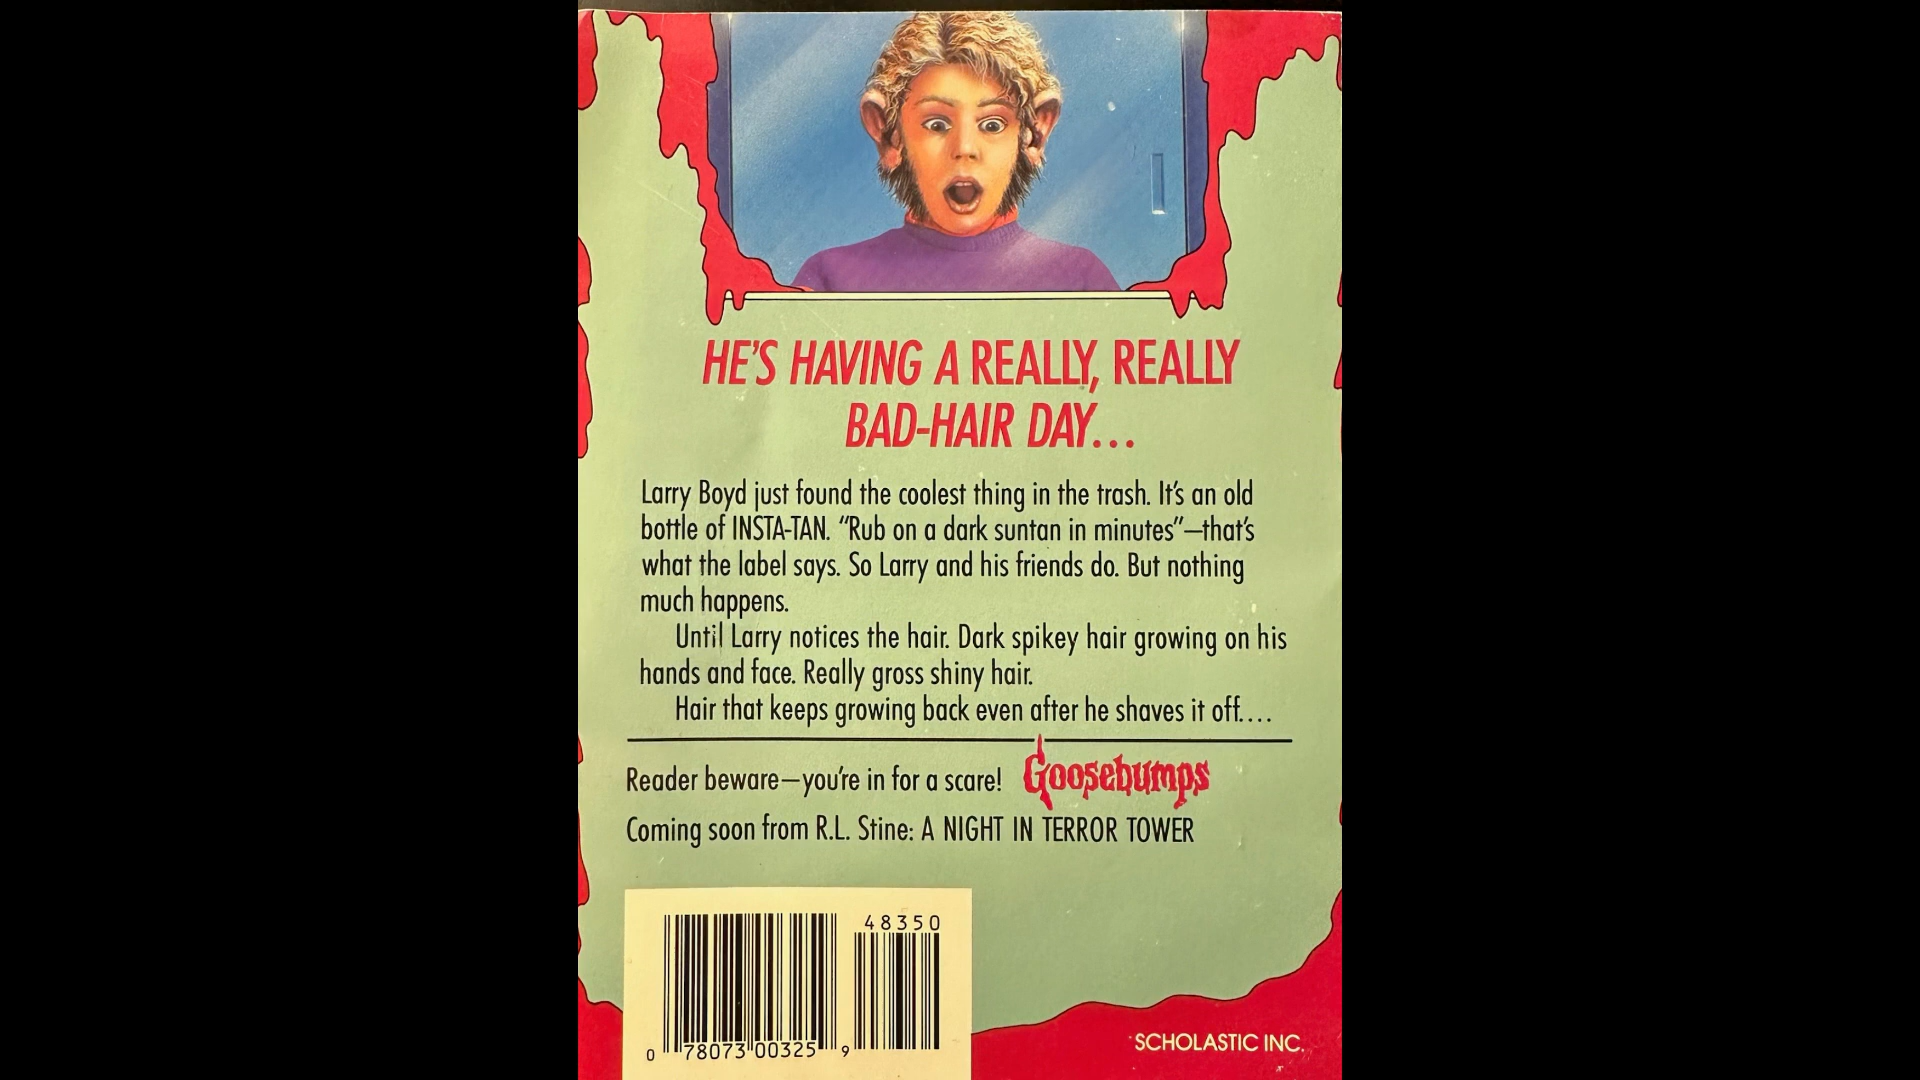 HE'S HAVING A REALLY, REALLY
BAD-HAIR DAY...
Larry Boyd just found the coolest thing in the trash. It's an old
bottle of INSTA-TAN. “Rub on a dark suntan in minutes”—that's
what the label says. So Larry and his friends do. But nothing
much happens.
Until Larry notices the hair. Dark spikey hair growing on his
hands and face. Really gross shiny hair.
Hair that keeps growing back even after he shaves it off....
Reader beware—you're in for a scare! Goosebumps
Coming soon from R.L. Stine: A NIGHT IN TERROR TOWER
48350
0 78073 00325 9
SCHOLASTIC INC.